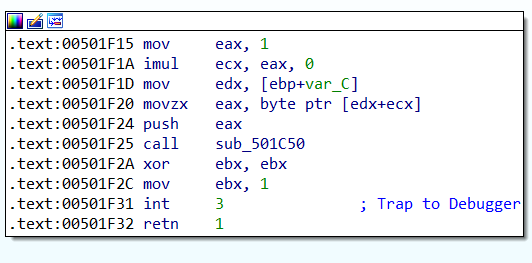 .text:00501F15 mov eax, 1
.text:00501F1A imul ecx, eax, 0
.text:00501F1D mov edx, [ebp+var_C]
.text:00501F20 movzx eax, byte ptr [edx+ecx]
.text:00501F24 push eax
.text:00501F25 call sub_501C50
.text:00501F2A xor ebx, ebx
.text:00501F2C mov ebx, 1
.text:00501F31 int 3 ; Trap to Debugger
.text:00501F32 retn 1